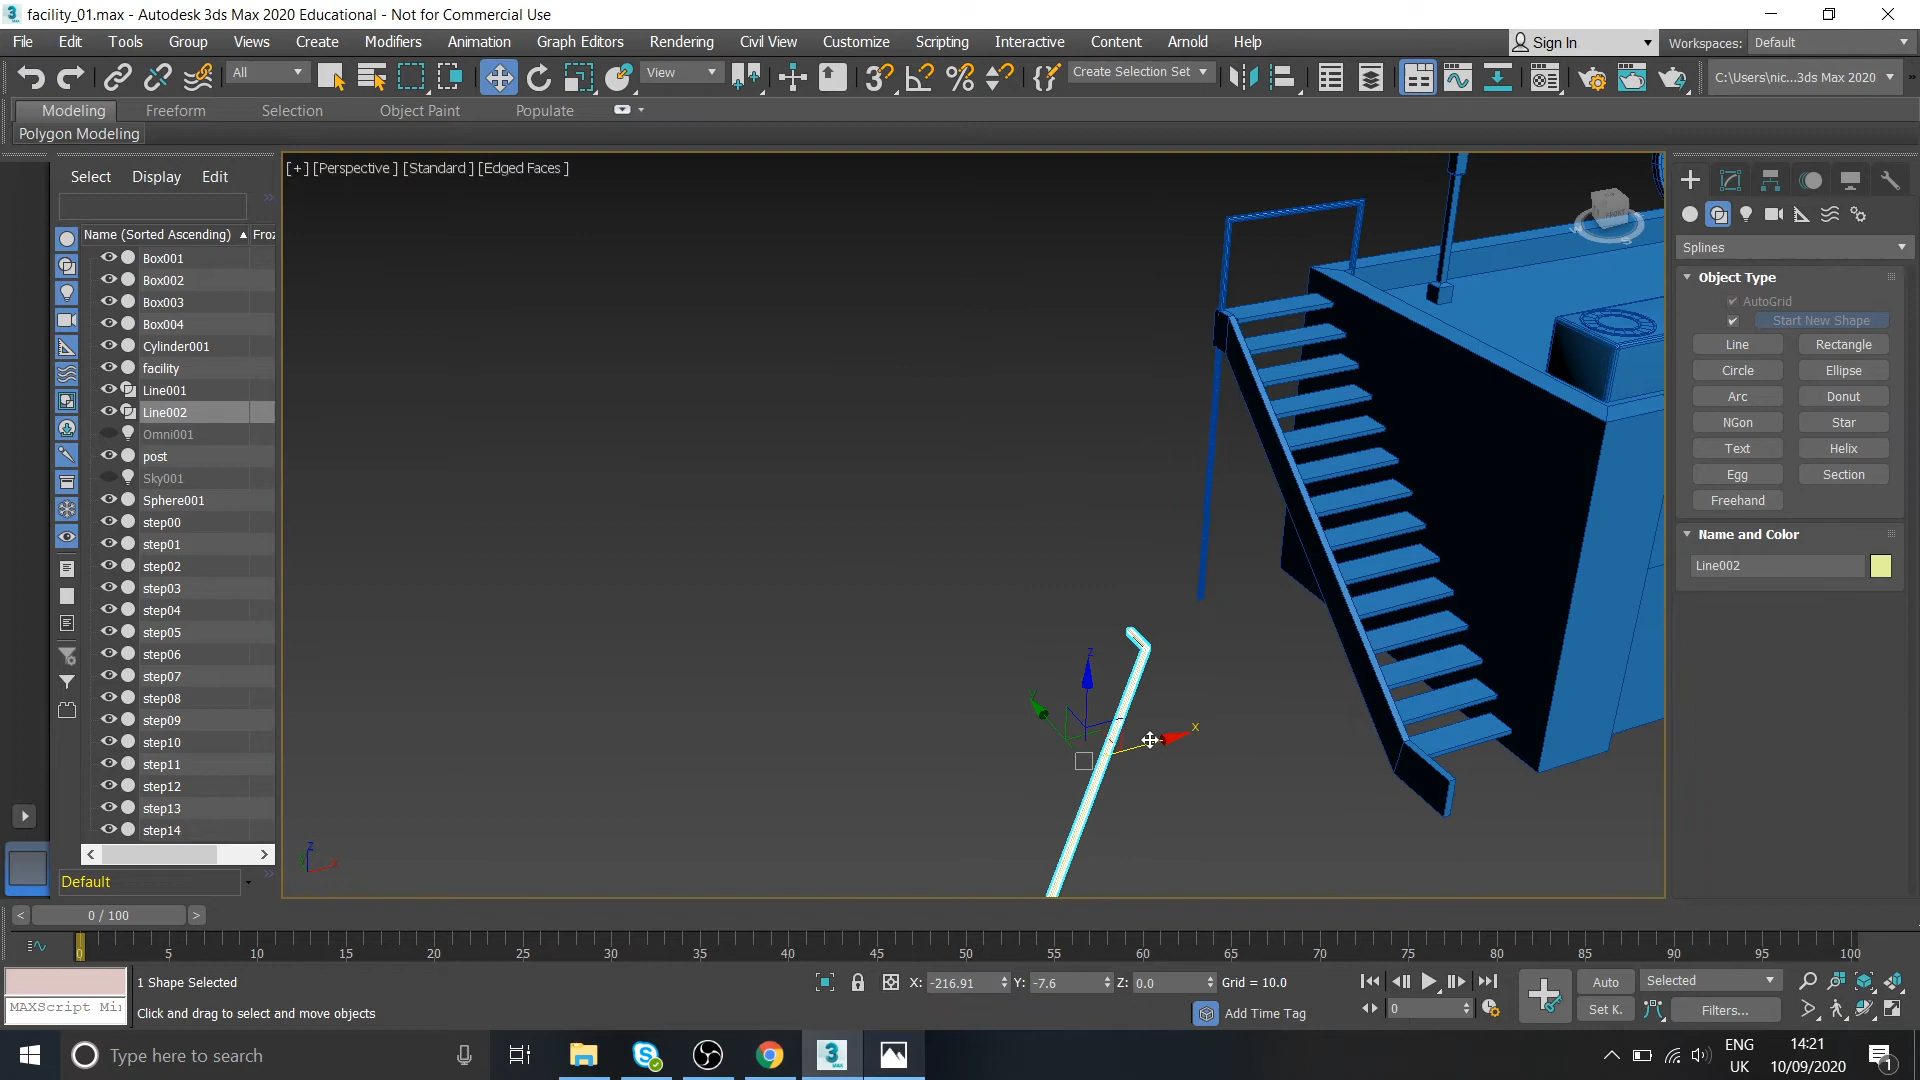 facility_01.max - Autodesk 3ds Max 2020 Educational - Not for Commercial Use
File Edit Tools Group Views Create Modifiers Animation Graph Editors Rendering Civil View Customize Scripting Interactive Content Arnold Help
Sign In
Workspaces: Default
All
View
Create Selection Set
C:\Users\nic...3ds Max 2020
Modeling Freeform Selection Object Paint Populate
Polygon Modeling
Select Display Edit
[+] [Perspective ] [Standard ] [Edged Faces ]
Name (Sorted Ascending) Froz
Box001
Box002
Box003
Box004
Cylinder001
facility
Line001
Line002
Omni001
post
Sky001
Sphere001
step00
step01
step02
step03
step04
step05
step06
step07
step08
step09
step10
step11
step12
step13
step14
Default
Splines
Object Type
AutoGrid
Start New Shape
Line Rectangle
Circle Ellipse
Arc Donut
NGon Star
Text Helix
Egg Section
Freehand
Name and Color
Line002
z
y
x
z
0 / 100
0 5 10 15 20 25 30 35 40 45 50 55 60 65 70 75 80 85 90 95 100
1 Shape Selected
X: -216.91 Y: -7.6 Z: 0.0 Grid = 10.0
MAXScript Mi
Click and drag to select and move objects
Add Time Tag
0
Auto Selected
Set K. Filters...
Type here to search
ENG
UK
14:21
10/09/2020
1